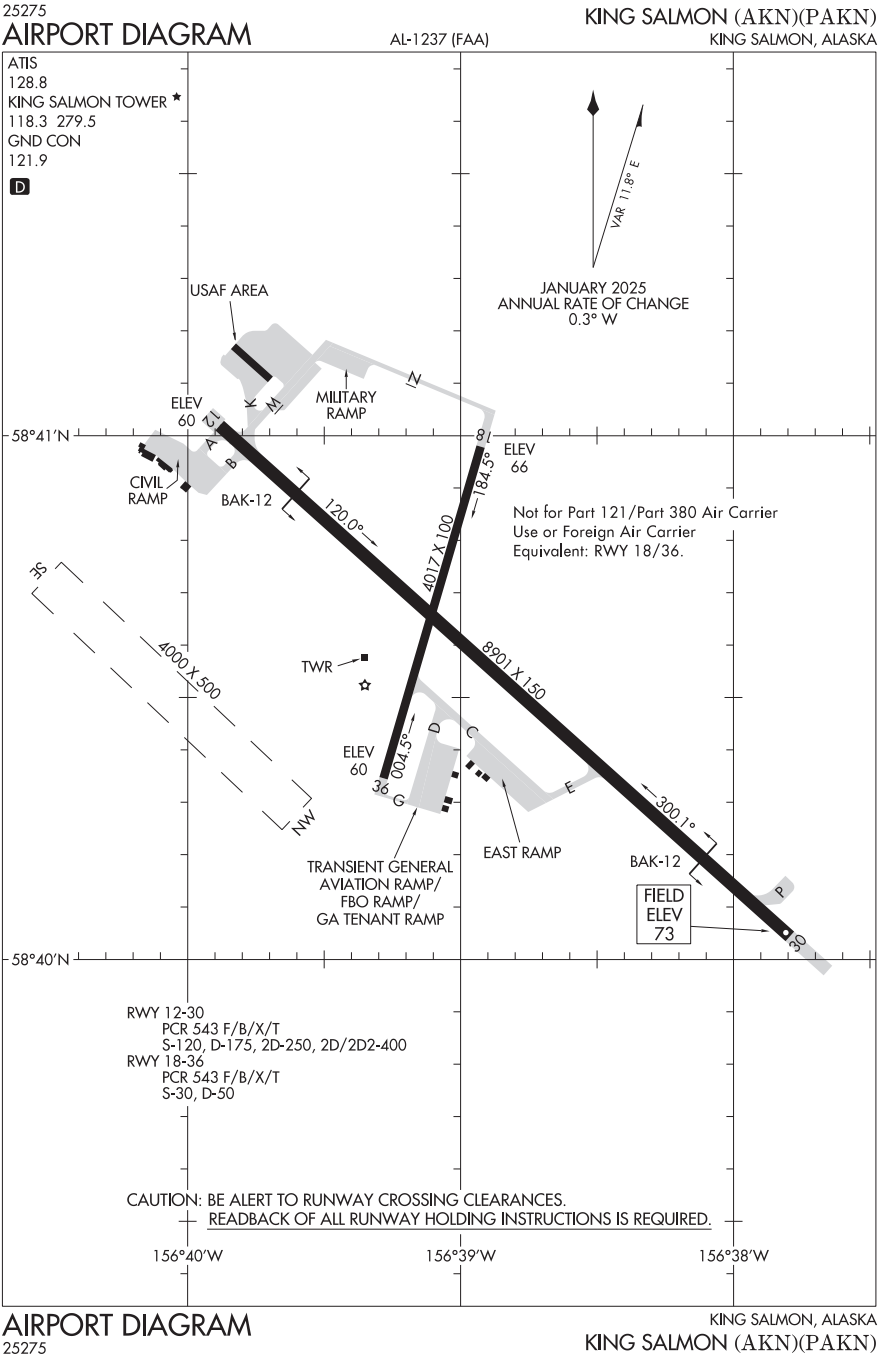 25275
AIRPORT DIAGRAM
AL-1237 (FAA)
KING SALMON (AKN)(PAKN)
KING SALMON, ALASKA
ATIS
128.8
KING SALMON TOWER
118.3 279.5
GND CON
121.9
D
VAR 11.8° E
JANUARY 2025
ANNUAL RATE OF CHANGE
0.3° W
USAF AREA
MILITARY
RAMP
N
K
M
ELEV
60
12
A
B
58°41'N
CIVIL
RAMP
BAK-12
120.0°
18
ELEV
66
184.5°
4017 X 100
Not for Part 121/Part 380 Air Carrier
Use or Foreign Air Carrier
Equivalent: RWY 18/36.
SE
4000 X 500
NW
TWR
8901 X 150
D
C
ELEV
60
004.5°
36
G
E
300.1°
EAST RAMP
BAK-12
TRANSIENT GENERAL
AVIATION RAMP/
FBO RAMP/
GA TENANT RAMP
P
FIELD
ELEV
73
30
58°40'N
RWY 12-30
PCR 543 F/B/X/T
S-120, D-175, 2D-250, 2D/2D2-400
RWY 18-36
PCR 543 F/B/X/T
S-30, D-50
CAUTION: BE ALERT TO RUNWAY CROSSING CLEARANCES.
READBACK OF ALL RUNWAY HOLDING INSTRUCTIONS IS REQUIRED.
156°40'W
156°39'W
156°38'W
AIRPORT DIAGRAM
25275
KING SALMON, ALASKA
KING SALMON (AKN)(PAKN)